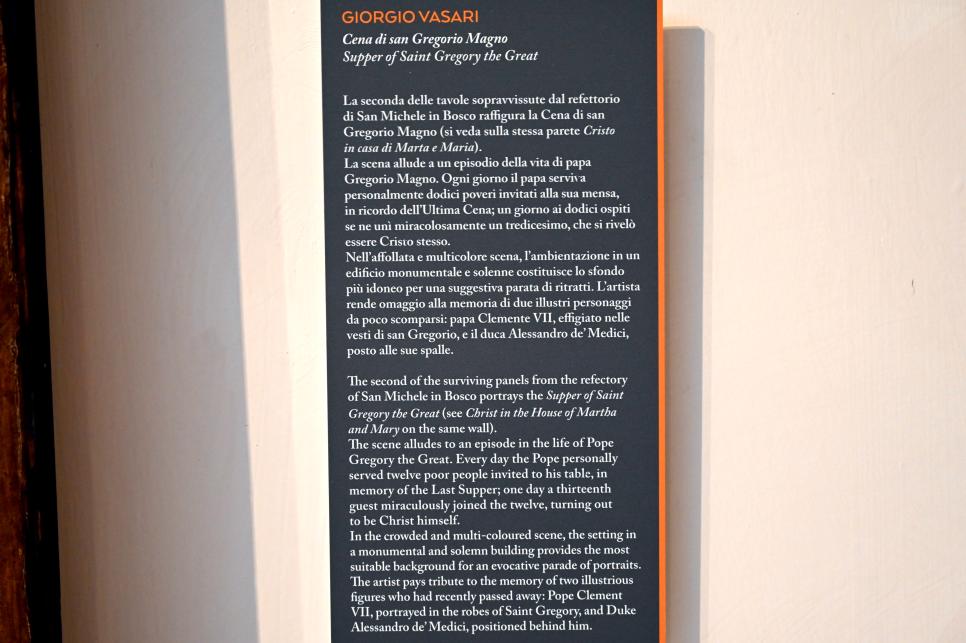 GIORGIO VASARI
Cena di san Gregorio Magno
Supper of Saint Gregory the Great
La seconda delle tavole sopravvissute dal refettorio
di San Michele in Bosco raffigura la Cena di san
Gregorio Magno (si veda sulla stessa parete Cristo
in casa di Marta e Maria).
La scena allude a un episodio della vita di papa
Gregorio Magno. Ogni giorno il papa serviva
personalmente dodici poveri invitati alla sua mensa,
in ricordo dell'Ultima Cena; un giorno ai dodici ospiti
se ne unì miracolosamente un tredicesimo, che si rivelò
essere Cristo stesso.
Nell'affollata e multicolore scena, l'ambientazione in un
edificio monumentale e solenne costituisce lo sfondo
più idoneo per una suggestiva parata di ritratti. L'artista
rende omaggio alla memoria di due illustri personaggi
da poco scomparsi: papa Clemente VII, effigiato nelle
vesti di san Gregorio, e il duca Alessandro de' Medici,
posto alle sue spalle.
The second of the surviving panels from the refectory
of San Michele in Bosco portrays the Supper of Saint
Gregory the Great (see Christ in the House of Martha
and Mary on the same wall).
The scene alludes to an episode in the life of Pope
Gregory the Great. Every day the Pope personally
served twelve poor people invited to his table, in
memory of the Last Supper; one day a thirteenth
guest miraculously joined the twelve, turning out
to be Christ himself.
In the crowded and multi-coloured scene, the setting in
a monumental and solemn building provides the most
suitable background for an evocative parade of portraits.
The artist pays tribute to the memory of two illustrious
figures who had recently passed away: Pope Clement
VII, portrayed in the robes of Saint Gregory, and Duke
Alessandro de' Medici, positioned behind him.